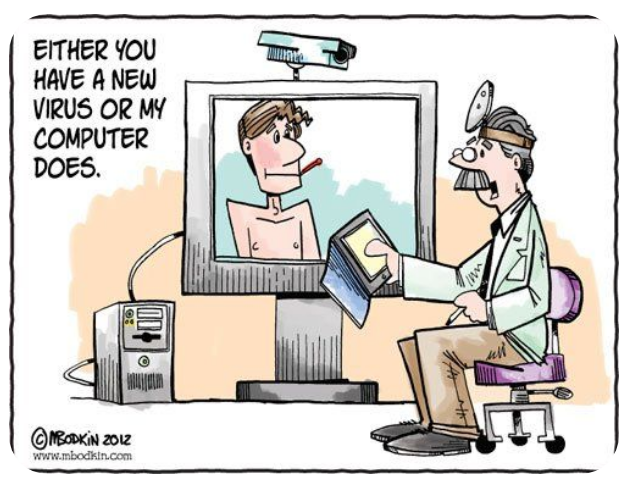 EITHER YOU
HAVE A NEW
VIRUS OR MY
COMPUTER
DOES.
©MBODKIN 2012
www.mbodkin.com